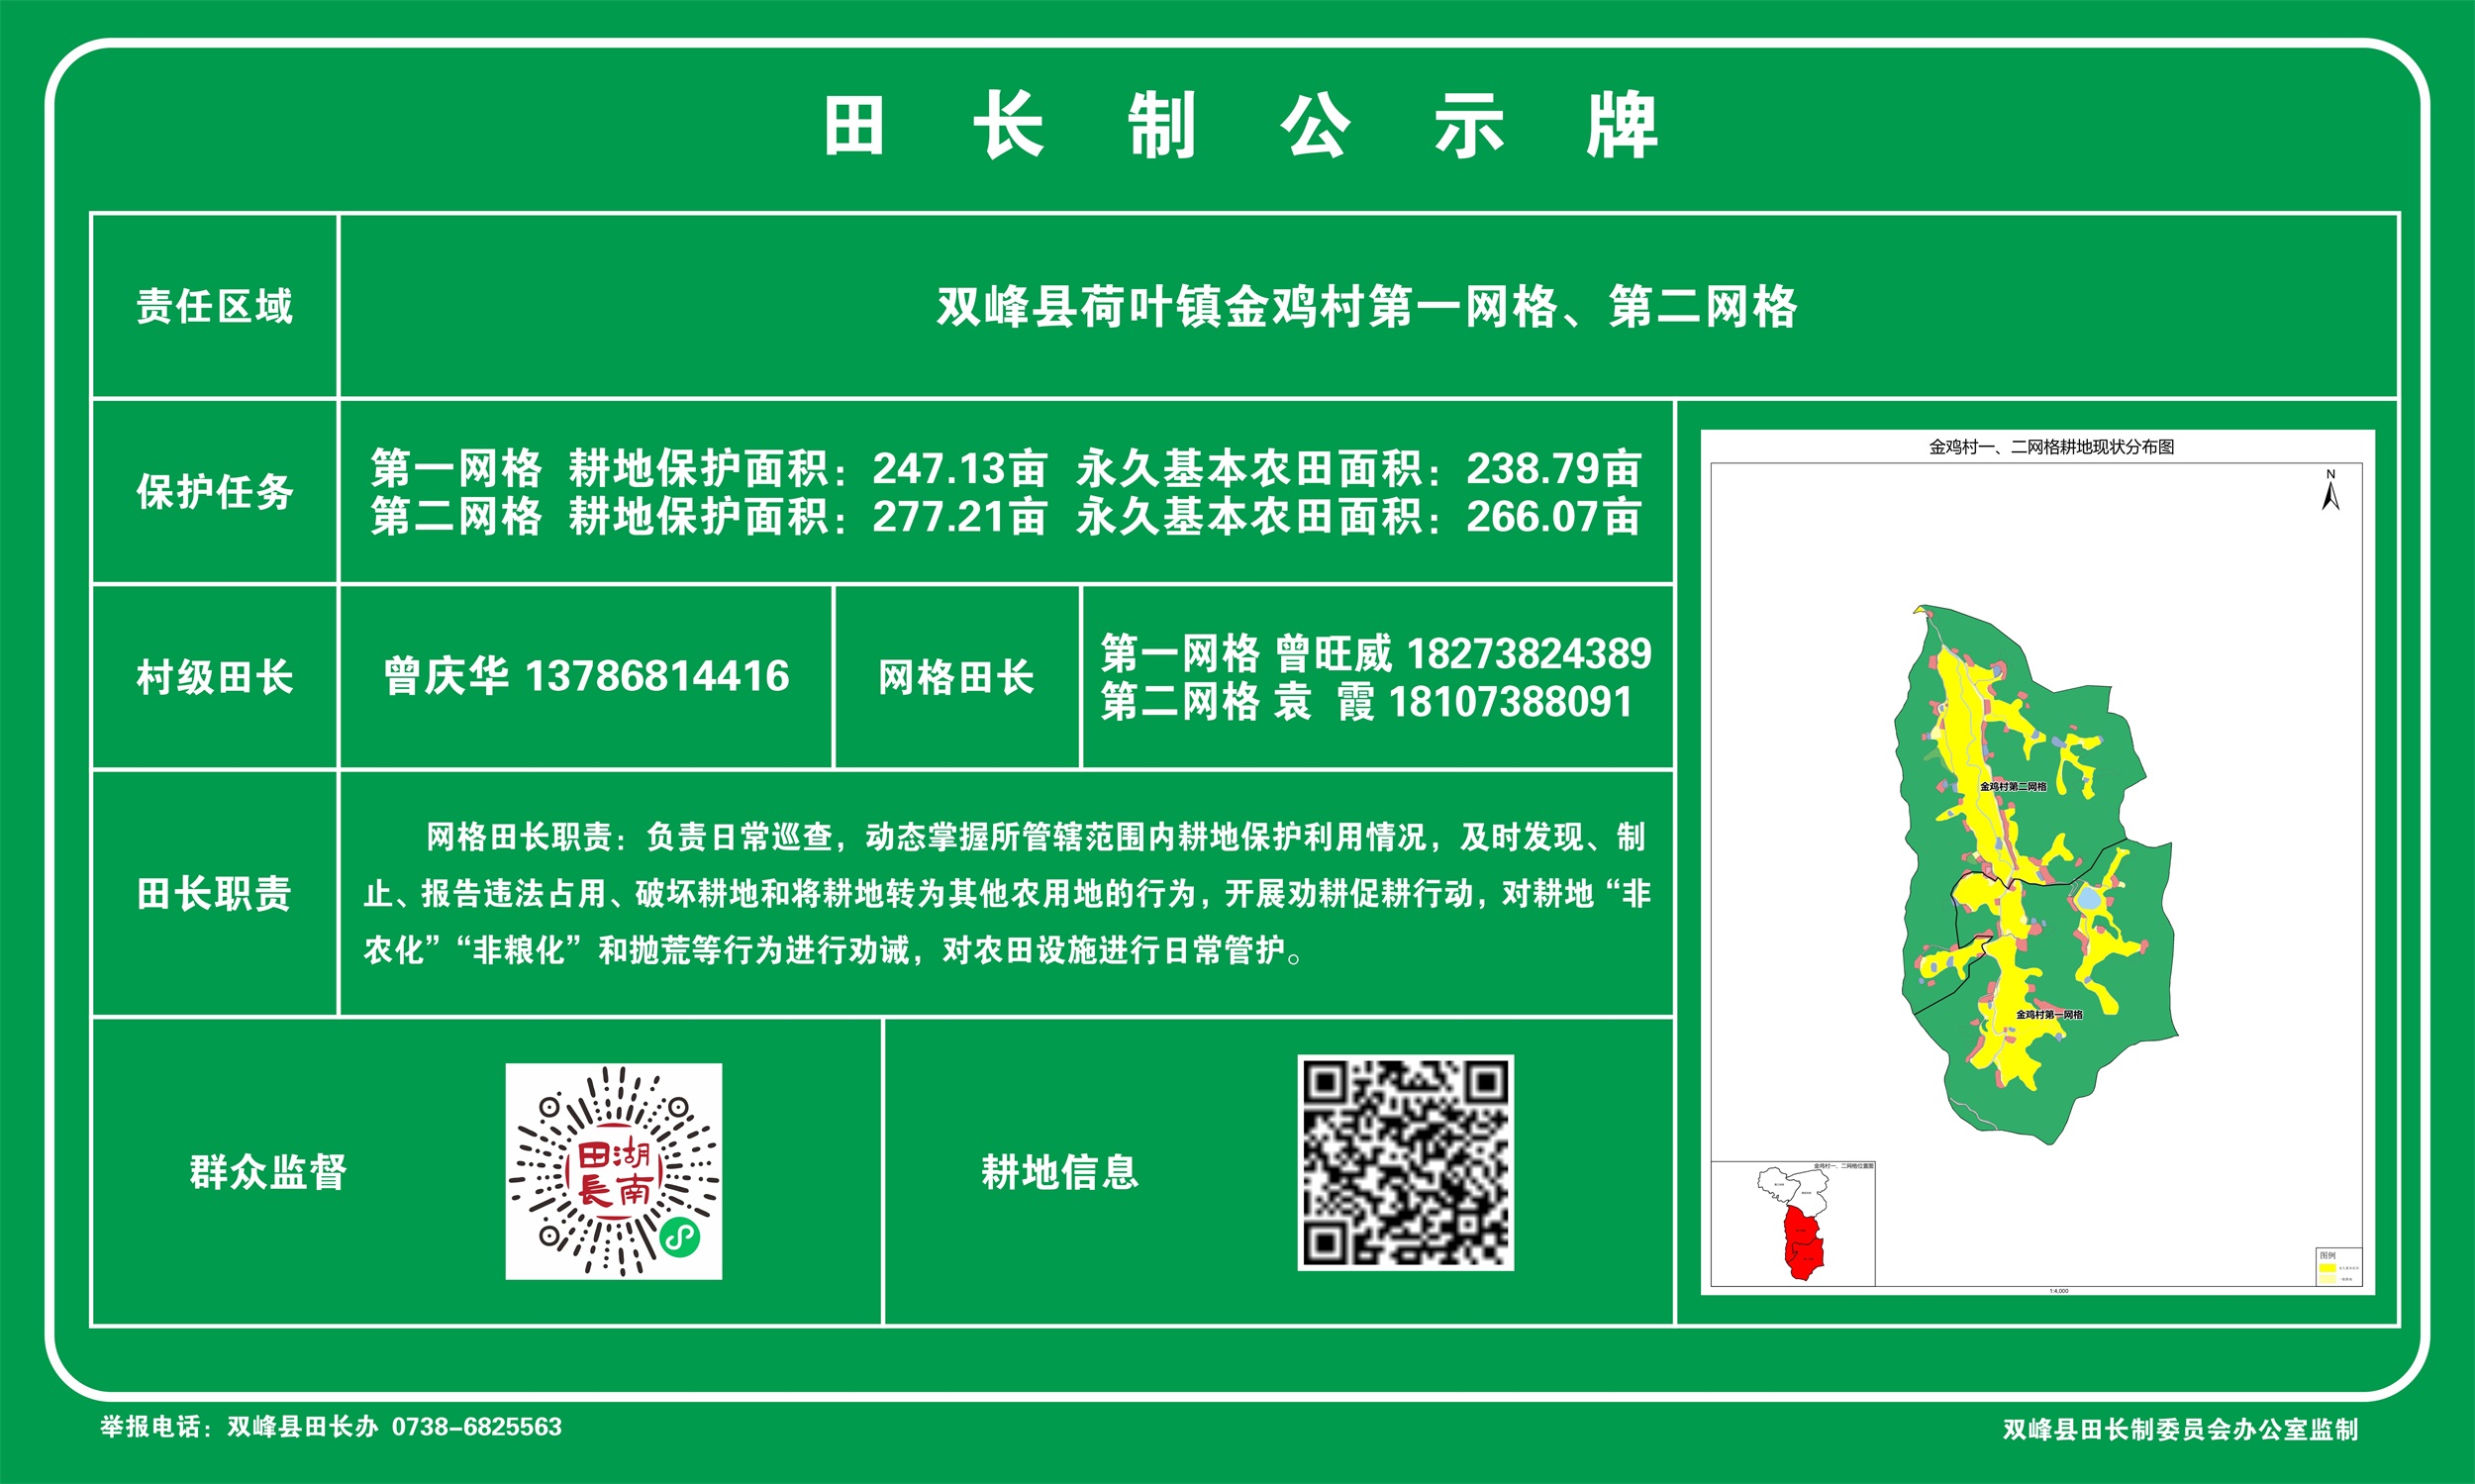 田长制公示牌
责任区域
双峰县荷叶镇金鸡村第一网格、第二网格
保护任务
第一网格 耕地保护面积：247.13亩 永久基本农田面积：238.79亩
第二网格 耕地保护面积：277.21亩 永久基本农田面积：266.07亩
村级田长
曾庆华 13786814416
网格田长
第一网格 曾旺威 18273824389
第二网格 袁 霞 18107388091
田长职责
网格田长职责：负责日常巡查，动态掌握所管辖范围内耕地保护利用情况，及时发现、制
止、报告违法占用、破坏耕地和将耕地转为其他农用地的行为，开展劝耕促耕行动，对耕地“非
农化”“非粮化”和抛荒等行为进行劝诫，对农田设施进行日常管护。
群众监督
湖南
田長
耕地信息
金鸡村一、二网格耕地现状分布图
N
金鸡村第二网格
金鸡村第一网格
金鸡村一、二网格位置图
图例
1:4,000
举报电话：双峰县田长办 0738-6825563
双峰县田长制委员会办公室监制